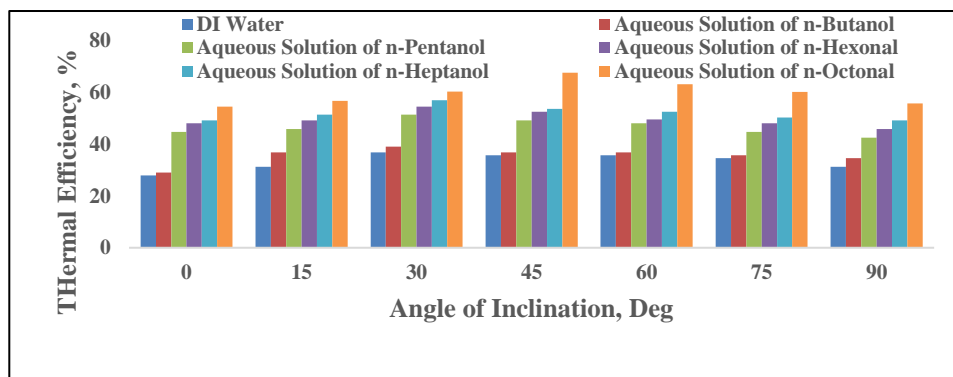 DI Water
Aqueous Solution of n-Butanol
Aqueous Solution of n-Pentanol
Aqueous Solution of n-Hexonal
Aqueous Solution of n-Heptanol
Aqueous Solution of n-Octonal
THermal Efficiency, %
80
60
40
20
0
0 15 30 45 60 75 90
Angle of Inclination, Deg